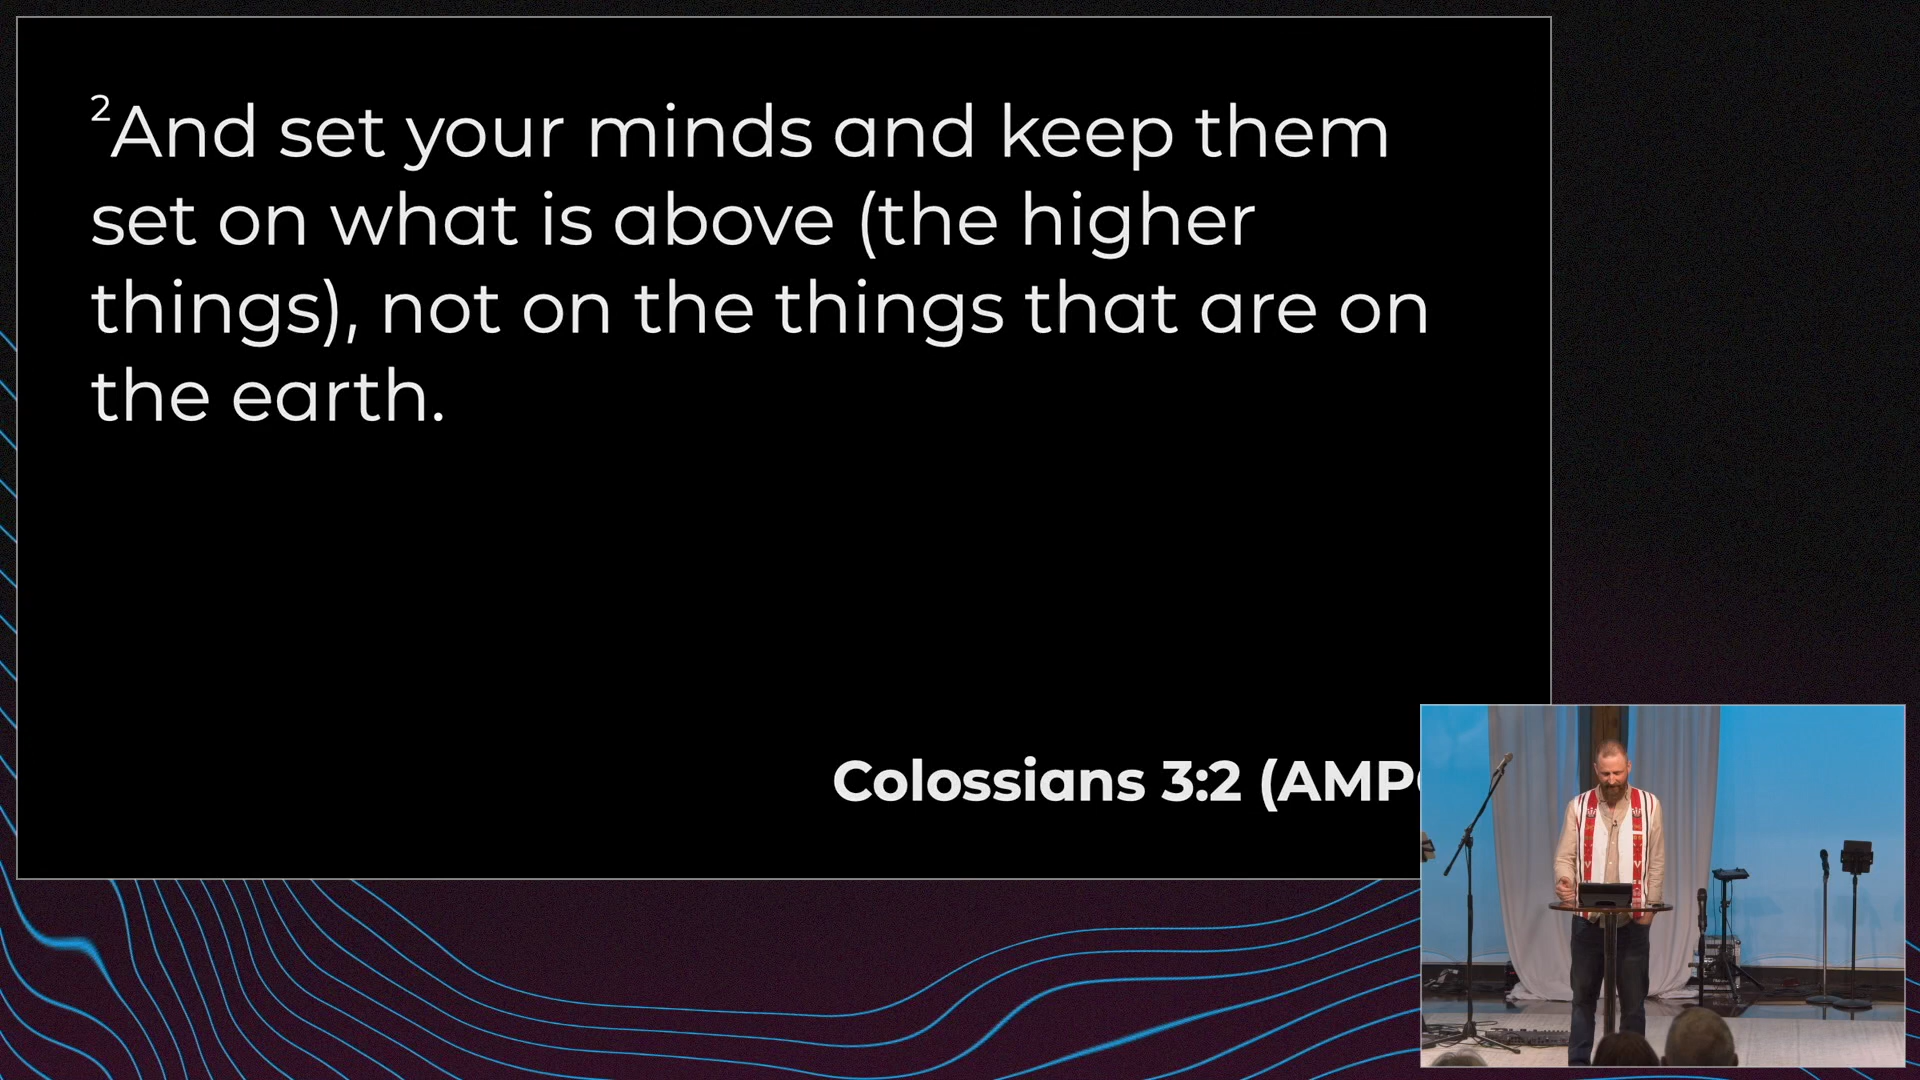 ²And set your minds and keep them
set on what is above (the higher
things), not on the things that are on
the earth.
Colossians 3:2 (AMP